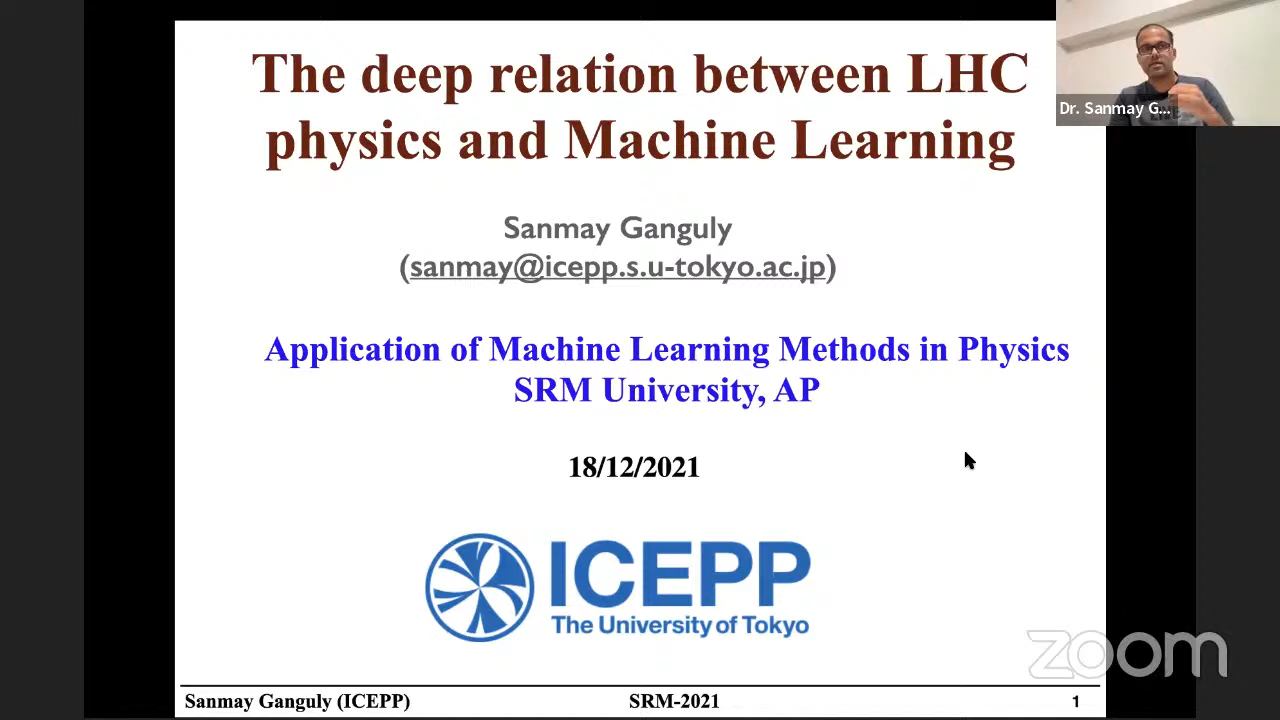 The deep relation between LHC
physics and Machine Learning
Dr. Sanmay G...
Sanmay Ganguly
(sanmay@icepp.s.u-tokyo.ac.jp)
Application of Machine Learning Methods in Physics
SRM University, AP
18/12/2021
ICEPP
The University of Tokyo
zoom
Sanmay Ganguly (ICEPP) SRM-2021 1